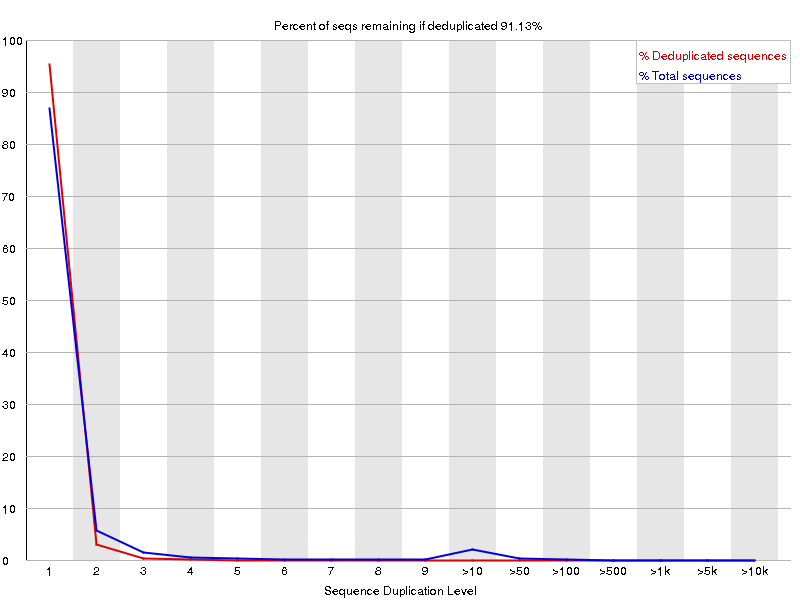 Percent of seqs remaining if deduplicated 91.13%
% Deduplicated sequences
% Total sequences
100
90
80
70
60
50
40
30
20
10
0
1 2 3 4 5 6 7 8 9 >10 >50 >100 >500 >1k >5k >10k
Sequence Duplication Level